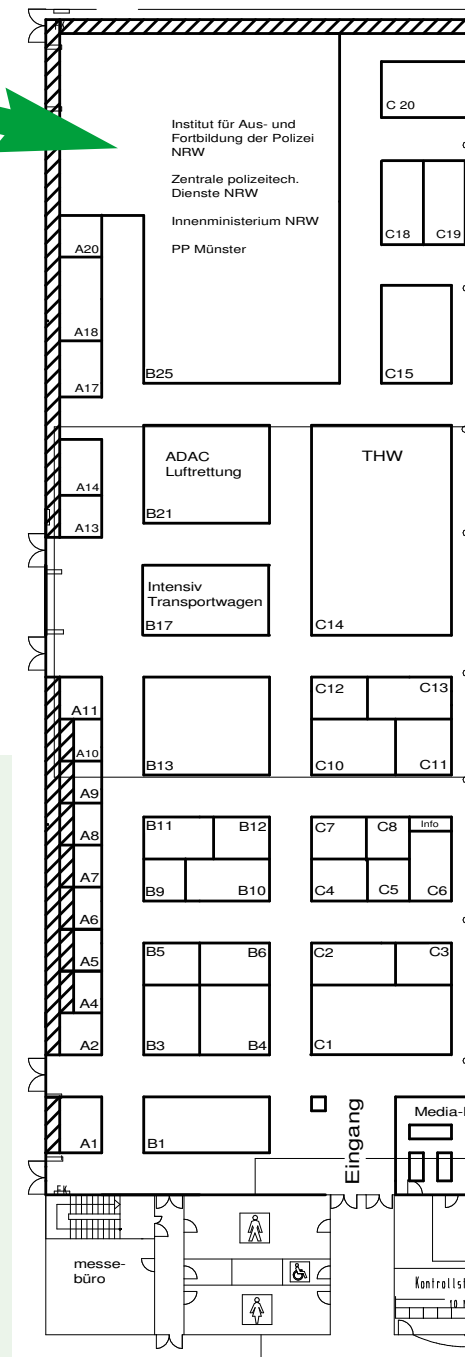 C 20
Institut für Aus- und
Fortbildung der Polizei
NRW
Zentrale polizeitech.
Dienste NRW
Innenministerium NRW
PP Münster
C18
C19
A20
A18
A17
B25
C15
ADAC
Luftrettung
THW
A14
A13
B21
Intensiv
Transportwagen
B17
C14
A11
A10
B13
C12
C13
C10
C11
A9
A8
A7
A6
A5
A4
A2
B11
B12
B9
B10
C7
C8
Info
C4
C5
C6
B5
B6
B3
B4
C2
C3
C1
A1
B1
Eingang
Media-
FK
messe-
büro
Kontrollst